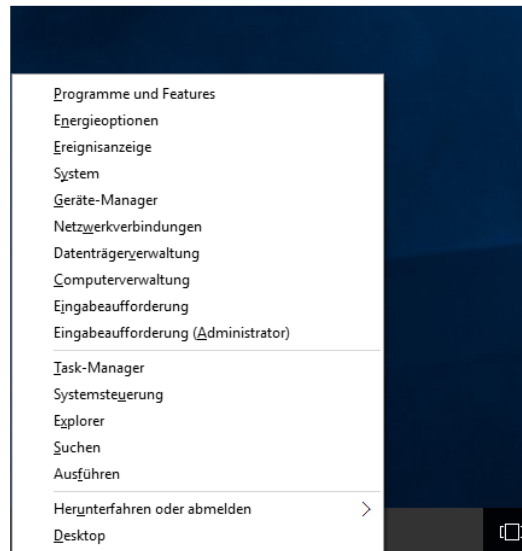 Programme und Features
Energieoptionen
Ereignisanzeige
System
Geräte-Manager
Netzwerkverbindungen
Datenträgerverwaltung
Computerverwaltung
Eingabeaufforderung
Eingabeaufforderung (Administrator)
Task-Manager
Systemsteuerung
Explorer
Suchen
Ausführen
Herunterfahren oder abmelden
Desktop